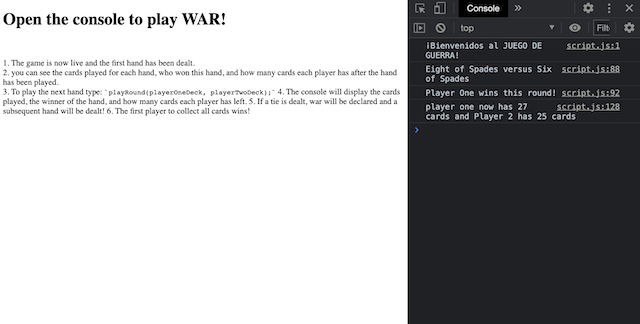 Open the console to play WAR!
1. The game is now live and the first hand has been dealt.
2. you can see the cards played for each hand, who won this hand, and how many cards each player has after the hand
has been played.
3. To play the next hand type: `playRound(playerOneDeck, playerTwoDeck);` 4. The console will display the cards
played, the winner of the hand, and how many cards each player has left. 5. If a tie is dealt, war will be declared and a
subsequent hand will be dealt! 6. The first player to collect all cards wins!
Console
top
Filt
¡Bienvenidos al JUEGO DE script.js:1
GUERRA!
Eight of Spades versus Six script.js:88
of Spades
Player One wins this round! script.js:92
player one now has 27 script.js:128
cards and Player 2 has 25 cards